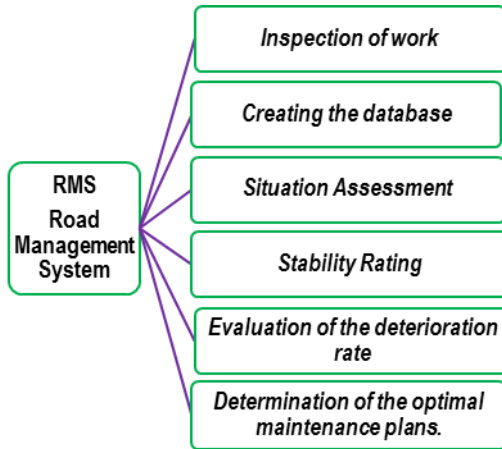 RMS
Road
Management
System
Inspection of work
Creating the database
Situation Assessment
Stability Rating
Evaluation of the deterioration
rate
Determination of the optimal
maintenance plans.